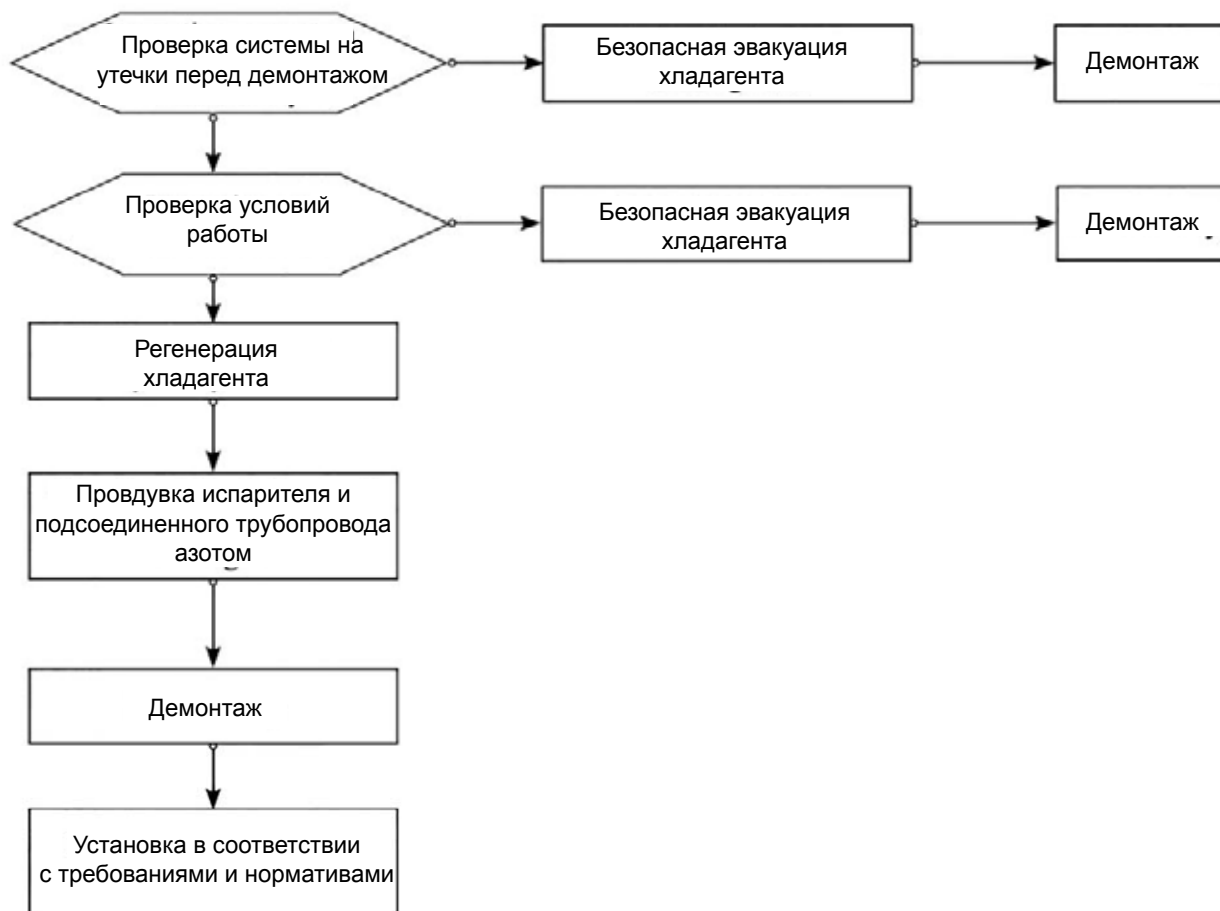 Проверка системы на
утечки перед демонтажом
Безопасная эвакуация
хладагента
Демонтаж
Проверка условий
работы
Безопасная эвакуация
хладагента
Демонтаж
Регенерация
хладагента
Провдувка испарителя и
подсоединенного трубопровода
азотом
Демонтаж
Установка в соответствии
с требованиями и нормативами